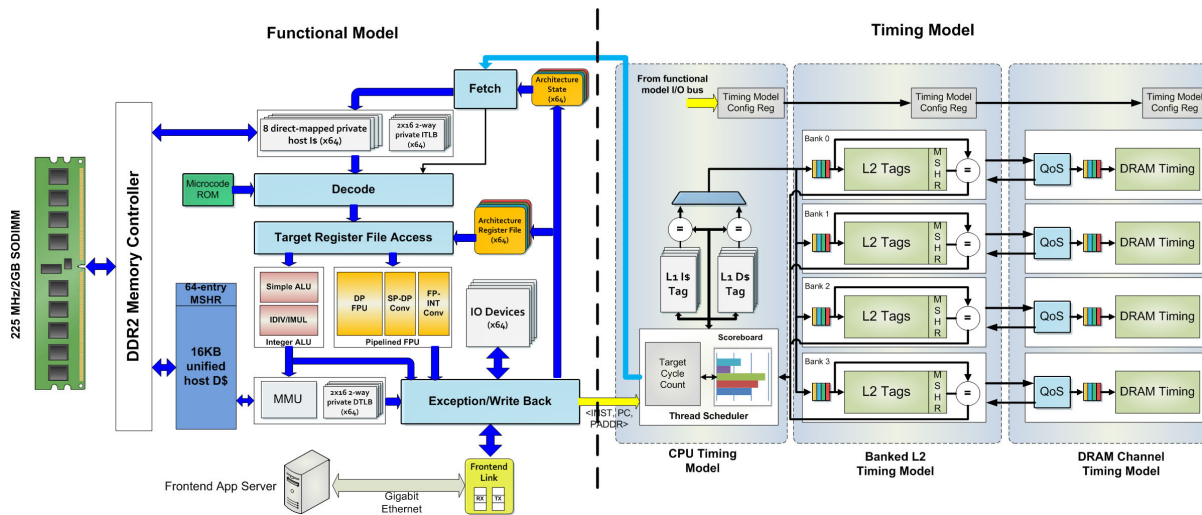 Functional Model
Timing Model
225 MHz/2GB SODIMM
DDR2 Memory Controller
Fetch
Architecture
State
(x64)
8 direct-mapped private
host I$ (x64)
2x16 2-way
private ITLB
(x64)
Microcode
ROM
Decode
Target Register File Access
Architecture
Register File
(x64)
Simple ALU
IDIV/IMUL
Integer ALU
DP
FPU
SP-DP
Conv
FP-
INT
Conv
Pipelined FPU
IO Devices
(x64)
64-entry
MSHR
16KB
unified
host D$
MMU
2x16 2-way
private DTLB
(x64)
Exception/Write Back
<INST, PC,
PADDR>
Frontend App Server
Gigabit
Ethernet
Frontend
Link
RX
TX
From functional
model I/O bus
Timing Model
Config Reg
Timing Model
Config Reg
Timing Model
Config Reg
=
=
L1 I$
Tag
L1 D$
Tag
Target
Cycle
Count
Scoreboard
Thread Scheduler
CPU Timing
Model
Bank 0
L2 Tags
M
S
H
R
=
QoS
DRAM Timing
Bank 1
L2 Tags
M
S
H
R
=
QoS
DRAM Timing
Bank 2
L2 Tags
M
S
H
R
=
QoS
DRAM Timing
Bank 3
L2 Tags
M
S
H
R
=
QoS
DRAM Timing
Banked L2
Timing Model
DRAM Channel
Timing Model